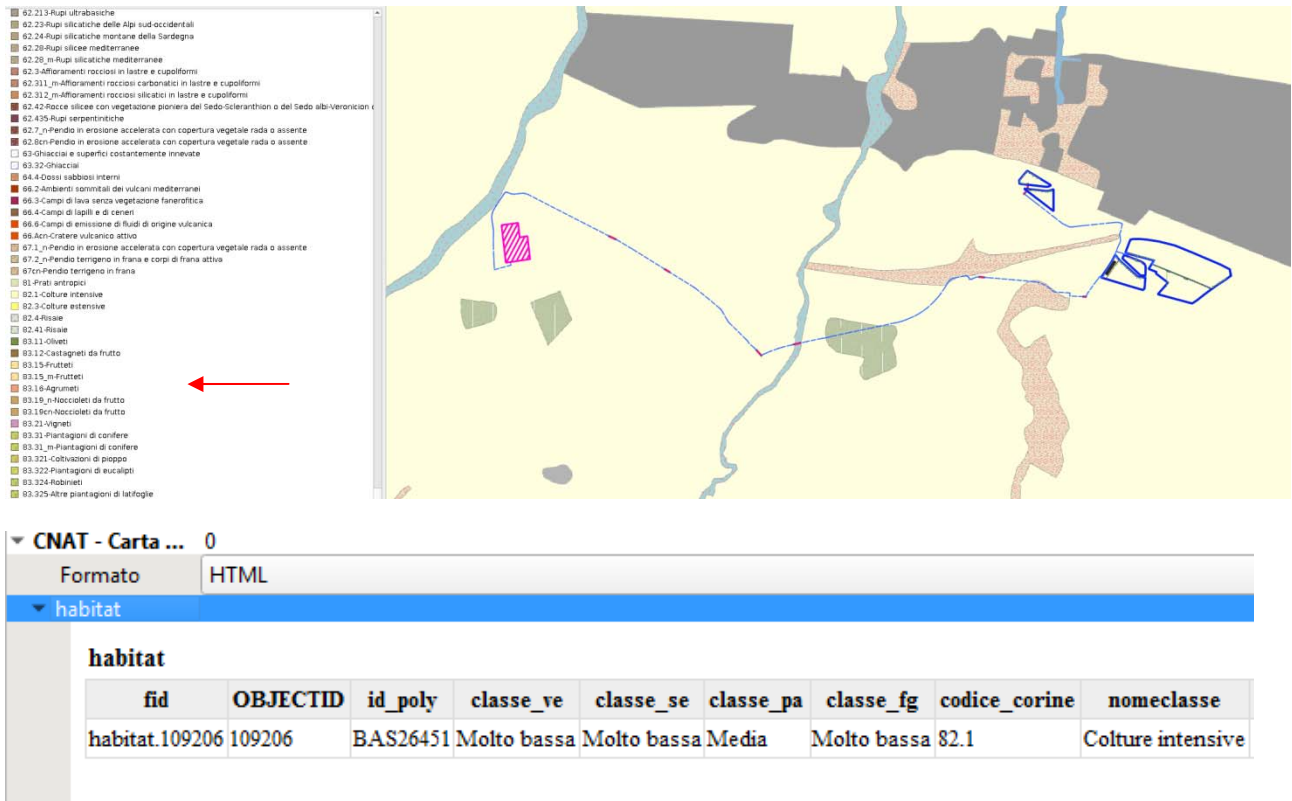 62.213-Rupi ultrabasiche
62.23-Rupi silicatiche delle Alpi sud-occidentali
62.24-Rupi silicatiche montane della Sardegna
62.28-Rupi silicee mediterranee
62.28_m-Rupi silicatiche mediterranee
62.3-Affioramenti rocciosi in lastre e cupoliformi
62.311_m-Affioramenti rocciosi carbonatici in lastre e cupoliformi
62.312_m-Affioramenti rocciosi silicatici in lastre e cupoliformi
62.42-Rocce silicee con vegetazione pioniera del Sedo-Scleranthion o del Sedo albi-Veronicion
62.435-Rupi serpentinitiche
62.7_n-Pendio in erosione accelerata con copertura vegetale rada o assente
62.8cn-Pendio in erosione accelerata con copertura vegetale rada o assente
63-Ghiacciai e superfici costantemente innevate
63.32-Ghiacciai
64.4-Dossi sabbiosi interni
66.2-Ambienti sommitali dei vulcani mediterranei
66.3-Campi di lava senza vegetazione fanerofitica
66.4-Campi di lapilli e di ceneri
66.6-Campi di emissione di fluidi di origine vulcanica
66.Acn-Cratere vulcanico attivo
67.1_n-Pendio in erosione accelerata con copertura vegetale rada o assente
67.2_n-Pendio terrigeno in frana e corpi di frana attiva
67cn-Pendio terrigeno in frana
81-Prati antropici
82.1-Colture intensive
82.3-Colture estensive
82.4-Risaie
82.41-Risaie
83.11-Oliveti
83.12-Castagneti da frutto
83.15-Frutteti
83.15_m-Frutteti
83.16-Agrumeti
83.19_n-Noccioleti da frutto
83.19cn-Noccioleti da frutto
83.21-Vigneti
83.31-Piantagioni di conifere
83.31_m-Piantagioni di conifere
83.321-Coltivazioni di pioppo
83.322-Piantagioni di eucalipti
83.324-Robinieti
83.325-Altre piantagioni di latifoglie
CNAT - Carta ... 0
Formato HTML
habitat
habitat
fid OBJECTID id_poly classe_ve classe_se classe_pa classe_fg codice_corine nomeclasse
habitat.109206 109206 BAS26451 Molto bassa Molto bassa Media Molto bassa 82.1 Colture intensive